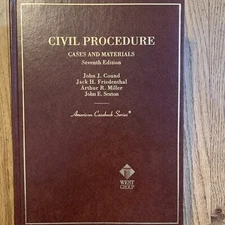 CIVIL PROCEDURE
CASES AND MATERIALS
Seventh Edition
John J. Cound
Jack H. Friedenthal
Arthur R. Miller
John E. Sexton
American Casebook Series®
WEST
GROUP